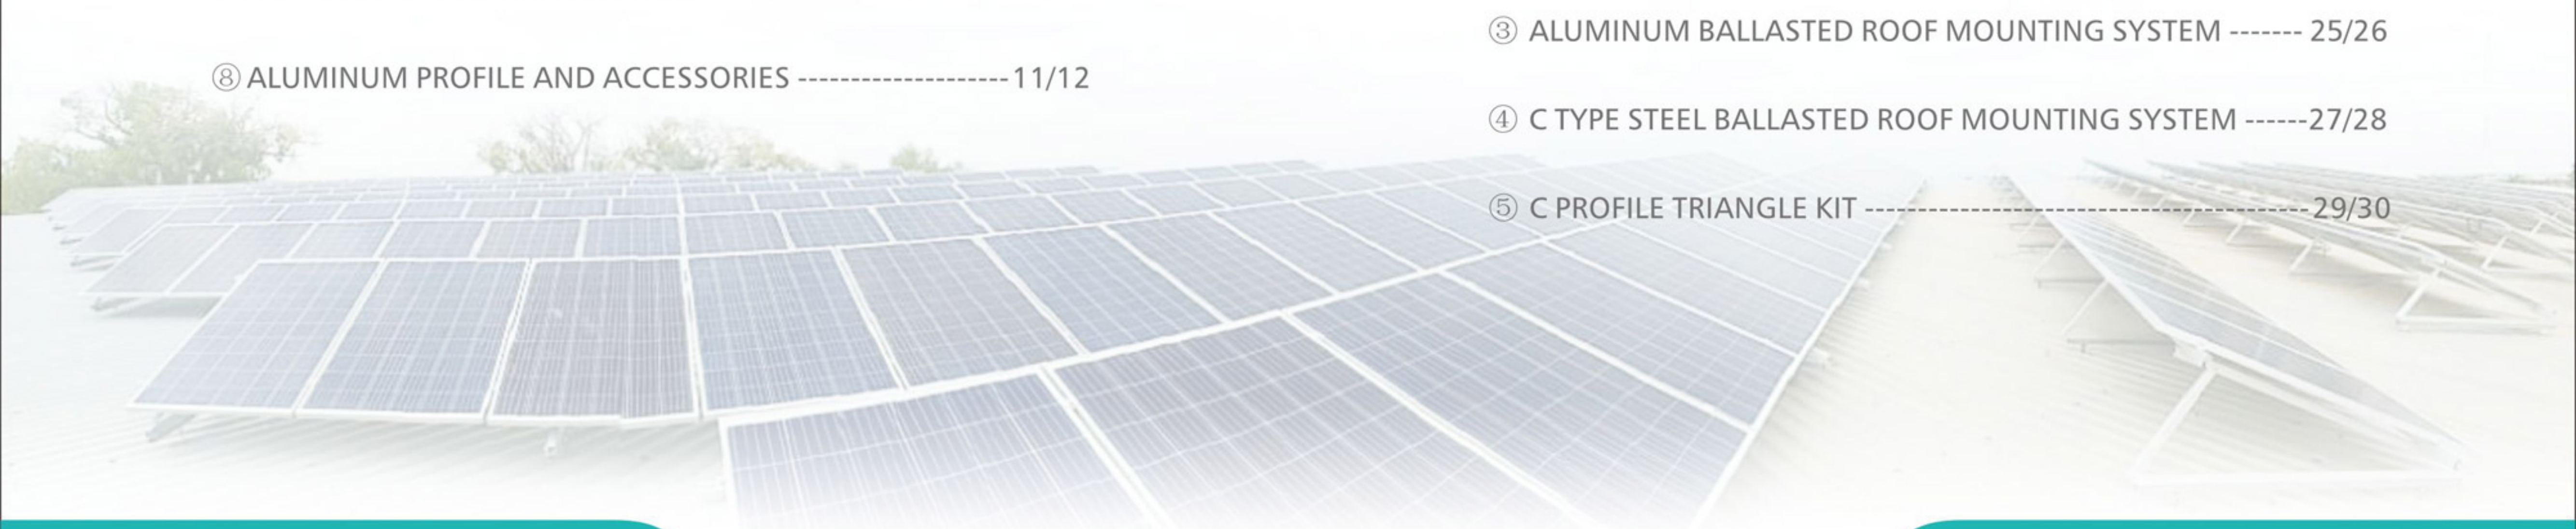 ⑧ ALUMINUM PROFILE AND ACCESSORIES --------------------11/12
③ ALUMINUM BALLASTED ROOF MOUNTING SYSTEM ------- 25/26
④ C TYPE STEEL BALLASTED ROOF MOUNTING SYSTEM ------27/28
⑤ C PROFILE TRIANGLE KIT ------------------------------------------29/30